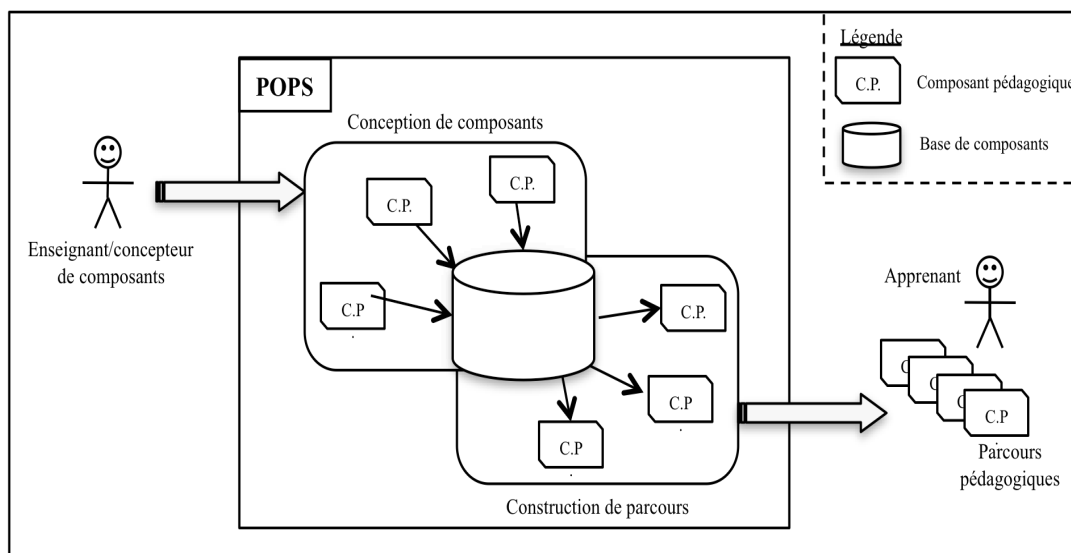 Légende
C.P.
Composant pédagogique
Base de composants
POPS
Conception de composants
C.P.
C.P.
C.P
.
Enseignant/concepteur
de composants
C.P.
C.P
.
C.P
.
Construction de parcours
Apprenant
C
C
C
C.P
Parcours
pédagogiques